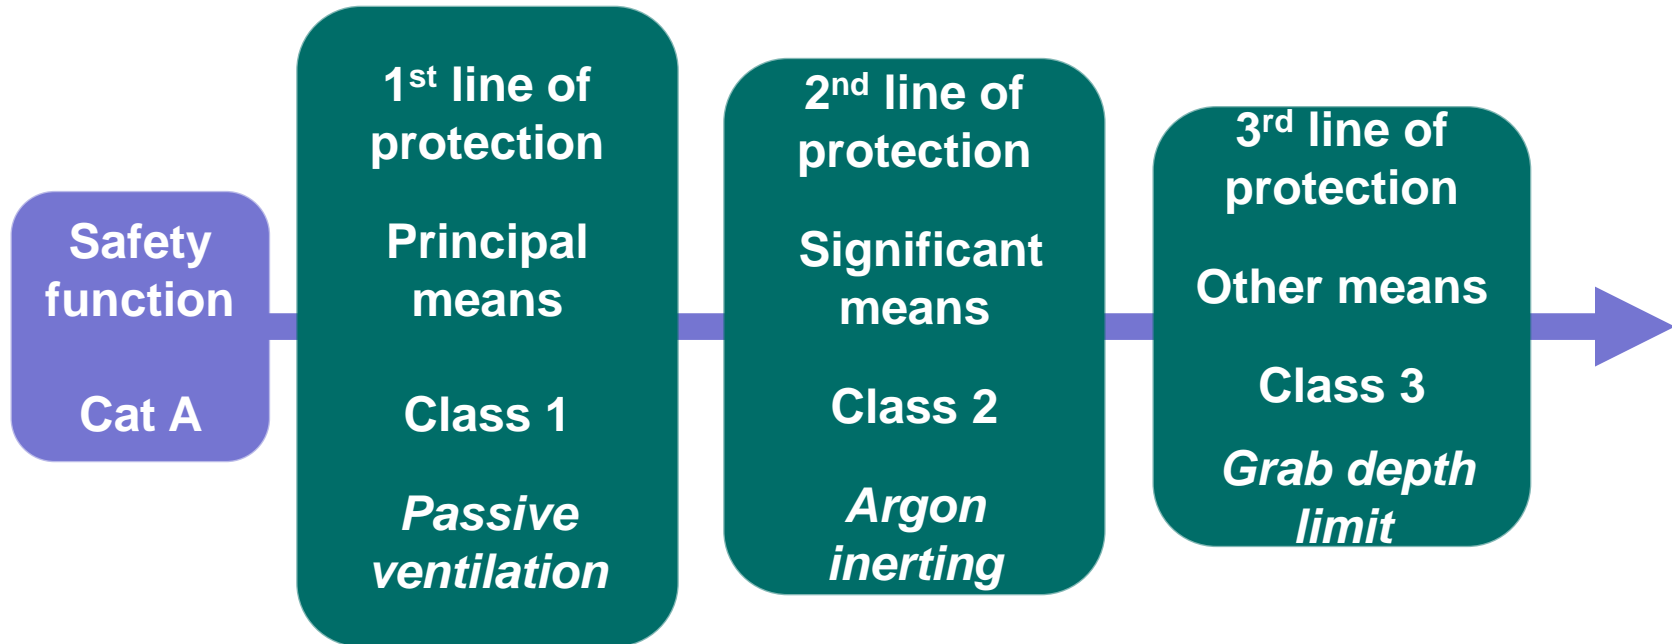 Safety
function
Cat A
1st line of
protection
Principal
means
Class 1
Passive
ventilation
2nd line of
protection
Significant
means
Class 2
Argon
inerting
3rd line of
protection
Other means
Class 3
Grab depth
limit